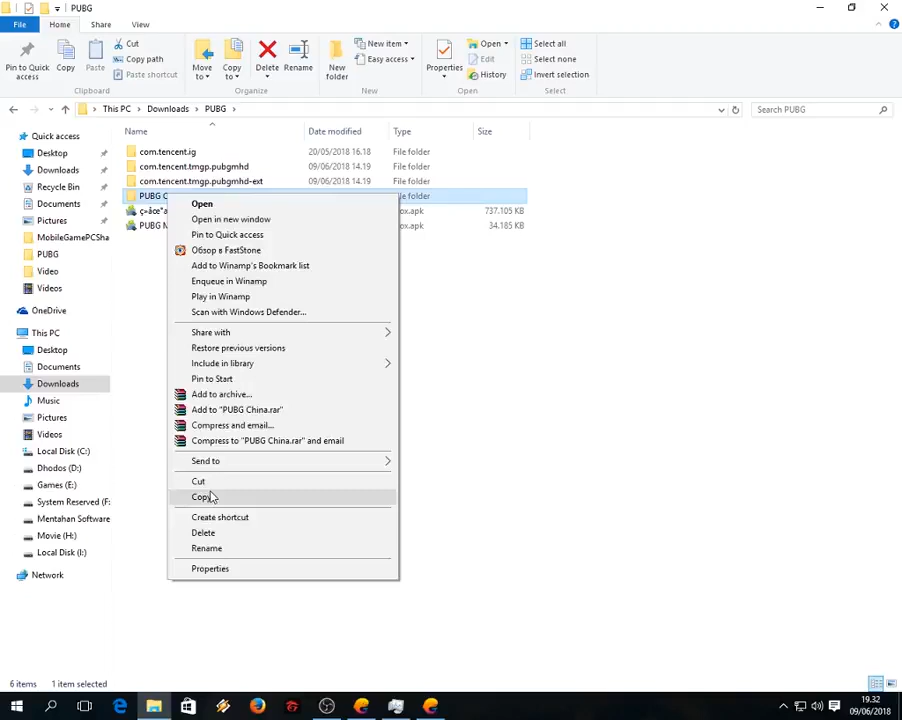 PUBG
File
Home
Share
View
Pin to Quick access
Copy
Paste
Cut
Copy path
Paste shortcut
Clipboard
Move to
Copy to
Delete
Rename
Organize
New folder
New item
Easy access
New
Properties
Open
Edit
History
Open
Select all
Select none
Invert selection
Select
This PC > Downloads > PUBG >
Search PUBG
Name Date modified Type Size
com.tencent.ig 20/05/2018 16.18 File folder
com.tencent.tmgp.pubgmhd 09/06/2018 14.19 File folder
com.tencent.tmgp.pubgmhd-ext 09/06/2018 14.19 File folder
PUBG C
737.105 KB
PUBG M ox.apk 34.185 KB
Quick access
Desktop
Downloads
Recycle Bin
Documents
Pictures
MobileGamePCSha
PUBG
Video
Videos
OneDrive
This PC
Desktop
Documents
Downloads
Music
Pictures
Videos
Local Disk (C:)
Dhodos (D:)
Games (E:)
System Reserved (F:
Mentahan Software
Movie (H:)
Local Disk (I:)
Network
Open
Open in new window
Pin to Quick access
Обзор в FastStone
Add to Winamp's Bookmark list
Enqueue in Winamp
Play in Winamp
Scan with Windows Defender...
Share with
Restore previous versions
Include in library
Pin to Start
Add to archive...
Add to "PUBG China.rar"
Compress and email...
Compress to "PUBG China.rar" and email
Send to
Cut
Copy
Create shortcut
Delete
Rename
Properties
6 items 1 item selected
19.32
09/06/2018